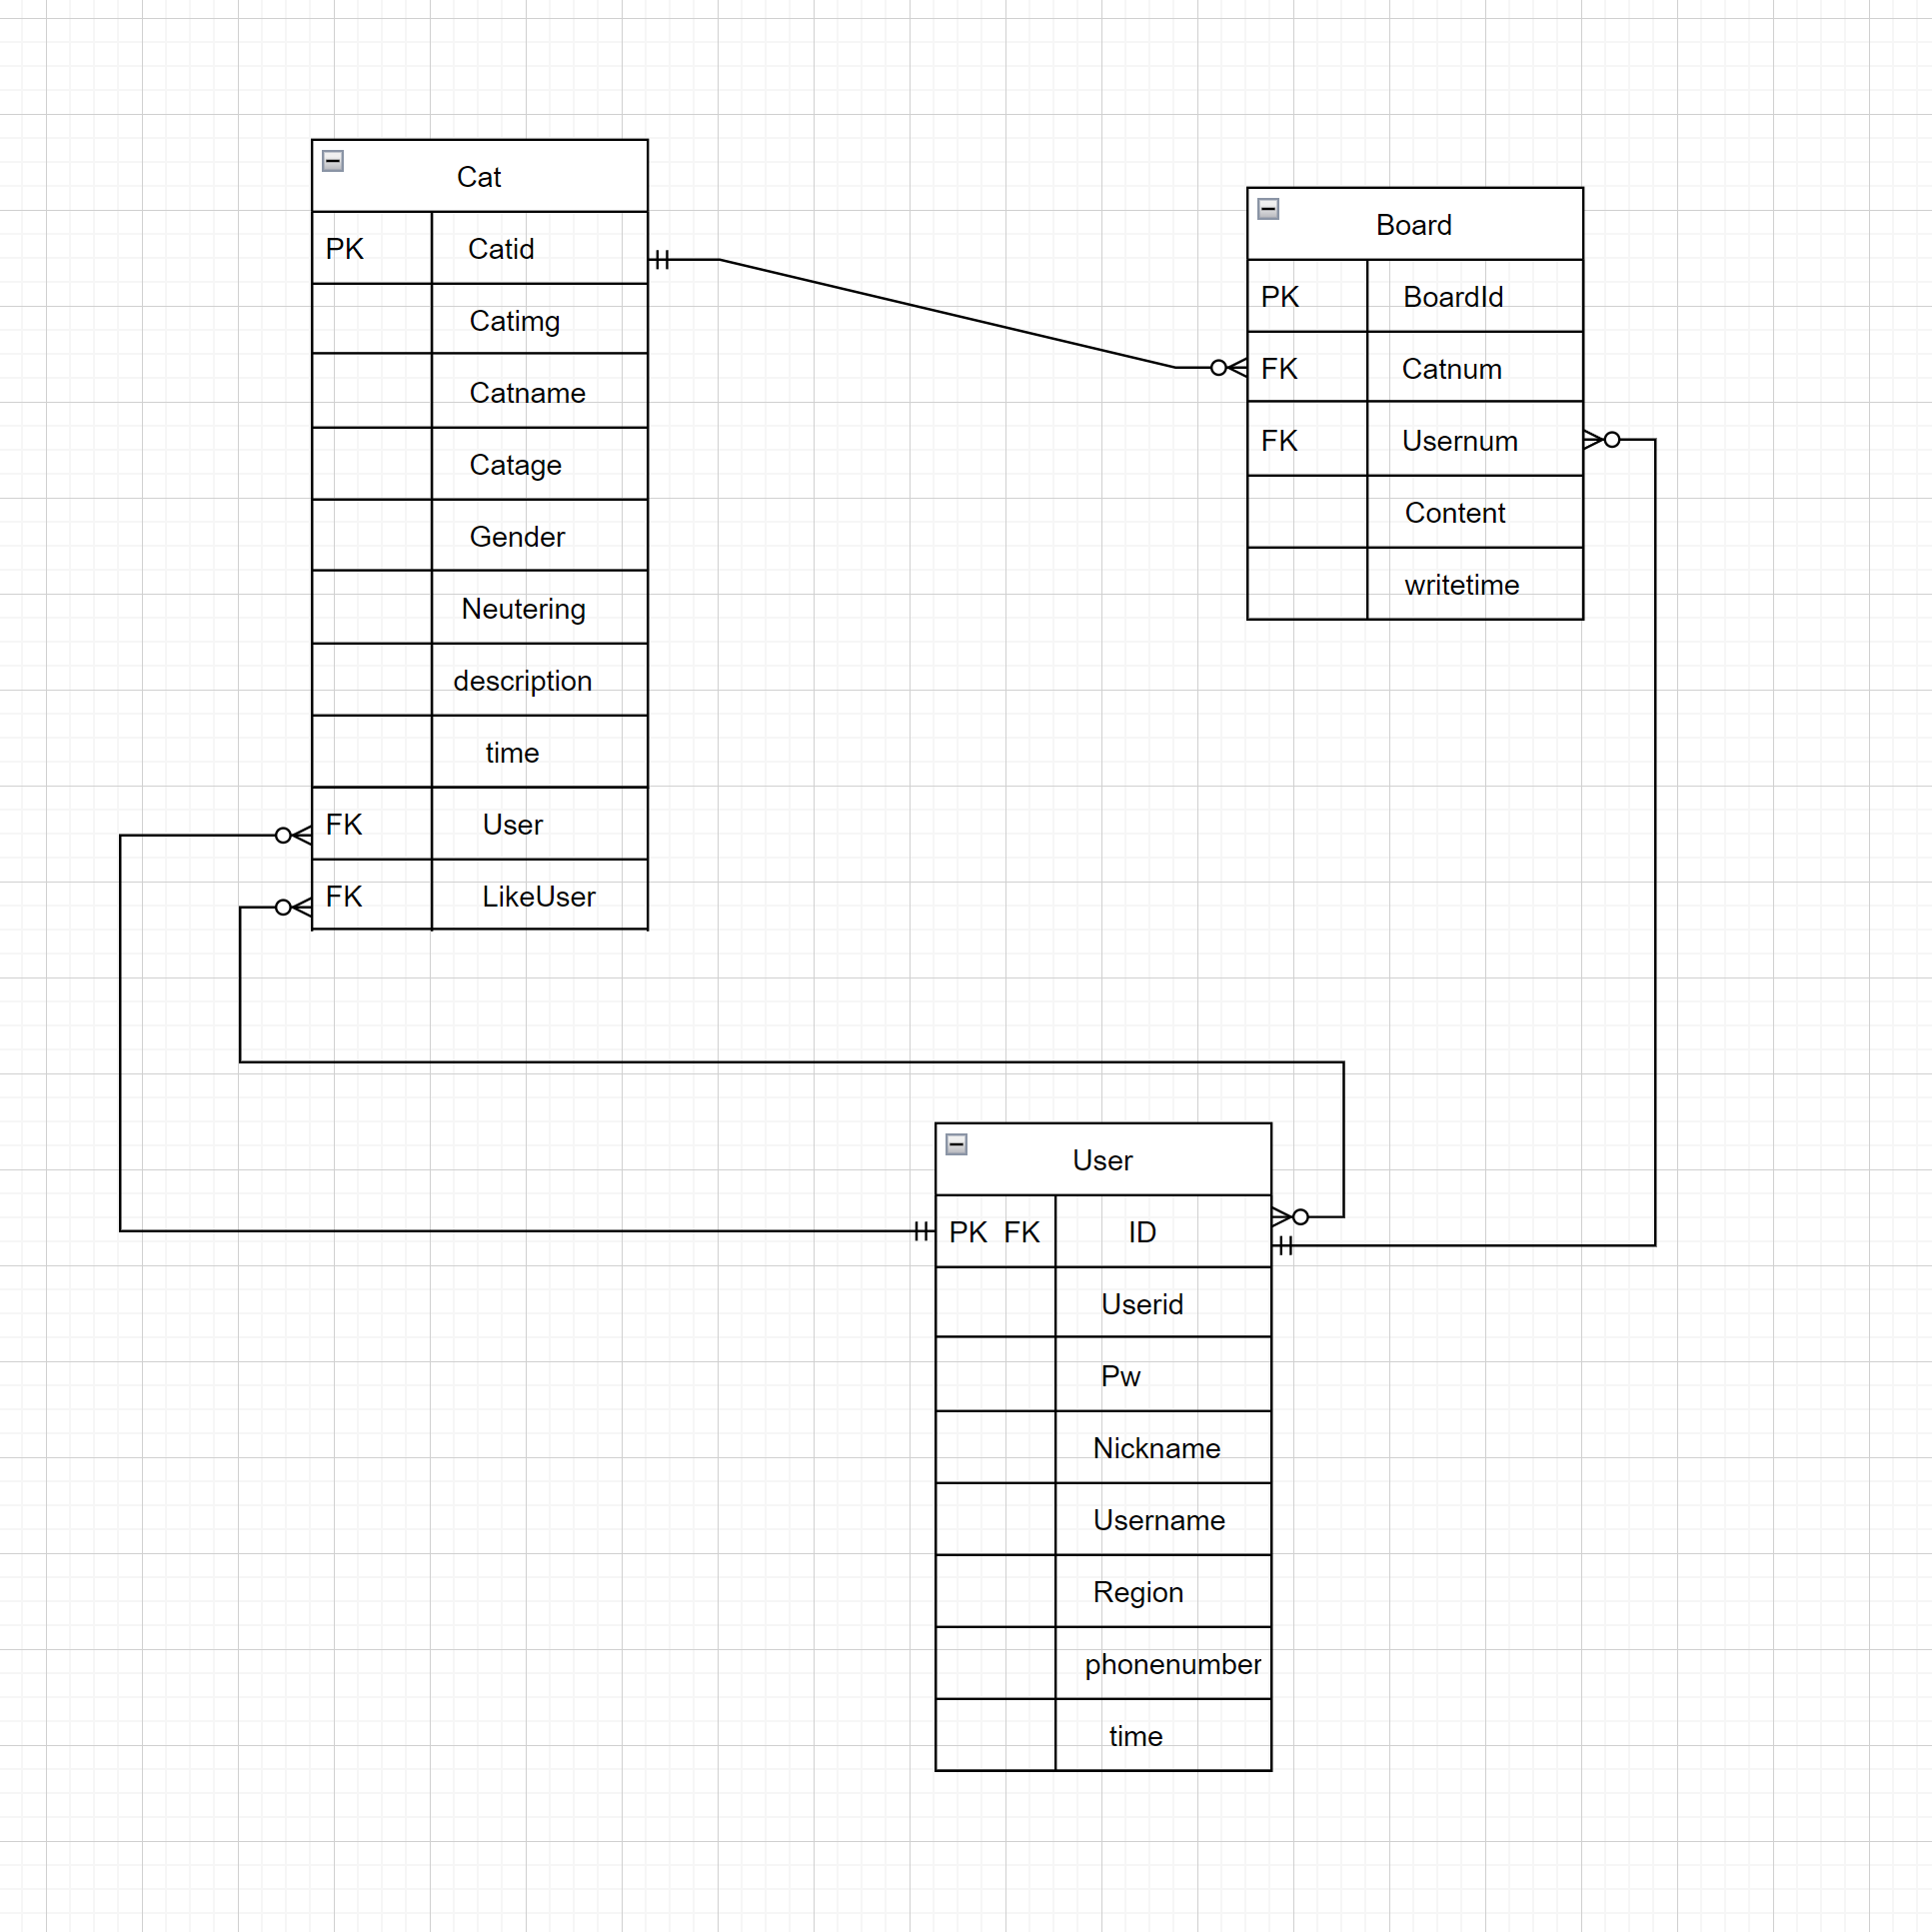 Cat
PK Catid
Catimg
Catname
Catage
Gender
Neutering
description
time
FK User
FK LikeUser
Board
PK BoardId
FK Catnum
FK Usernum
Content
writetime
User
PK FK ID
Userid
Pw
Nickname
Username
Region
phonenumber
time